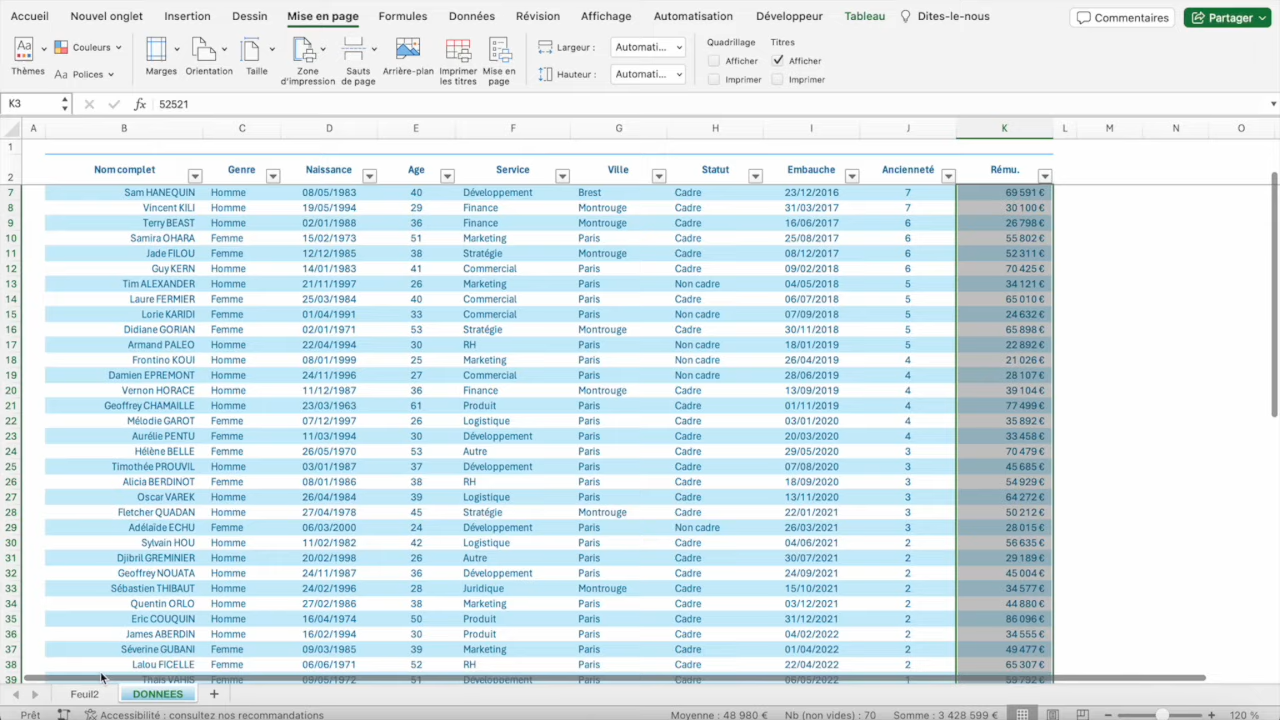 Accueil Nouvel onglet Insertion Dessin Mise en page Formules Données Révision Affichage Automatisation Développeur Tableau Dites-le-nous Commentaires Partager
Aa Couleurs Largeur : Automati... Quadrillage Titres
Afficher Afficher
Thèmes Aa Polices Marges Orientation Taille Zone d'impression Sauts de page Arrière-plan Imprimer les titres Mise en page Hauteur : Automati... Imprimer Imprimer
K3 fx 52521
A B C D E F G H I J K L M N O
1
2 Nom complet Genre Naissance Age Service Ville Statut Embauche Ancienneté Rému.
7 Sam HANEQUIN Homme 08/05/1983 40 Développement Brest Cadre 23/12/2016 7 69 591 €
8 Vincent KILI Homme 19/05/1994 29 Finance Montrouge Cadre 31/03/2017 7 30 100 €
9 Terry BEAST Homme 02/01/1988 36 Finance Montrouge Cadre 16/06/2017 6 26 798 €
10 Samira OHARA Femme 15/02/1973 51 Marketing Paris Cadre 25/08/2017 6 55 802 €
11 Jade FILOU Femme 12/12/1985 38 Stratégie Montrouge Cadre 08/12/2017 6 52 311 €
12 Guy KERN Homme 14/01/1983 41 Commercial Paris Cadre 09/02/2018 6 70 425 €
13 Tim ALEXANDER Homme 21/11/1997 26 Marketing Paris Non cadre 04/05/2018 5 34 121 €
14 Laure FERMIER Femme 25/03/1984 40 Commercial Paris Cadre 06/07/2018 5 65 010 €
15 Lorie KARIDI Femme 01/04/1991 33 Commercial Paris Non cadre 07/09/2018 5 24 632 €
16 Didiane GORIAN Femme 02/01/1971 53 Stratégie Montrouge Cadre 30/11/2018 5 65 898 €
17 Armand PALEO Homme 22/04/1994 30 RH Paris Non cadre 18/01/2019 5 22 892 €
18 Frontino KOUI Homme 08/01/1999 25 Marketing Paris Non cadre 26/04/2019 4 21 026 €
19 Damien EPREMONT Homme 24/11/1996 27 Commercial Paris Non cadre 28/06/2019 4 28 107 €
20 Vernon HORACE Homme 11/12/1987 36 Finance Montrouge Cadre 13/09/2019 4 39 104 €
21 Geoffrey CHAMAILLE Homme 23/03/1963 61 Produit Paris Cadre 01/11/2019 4 77 499 €
22 Mélodie GAROT Femme 07/12/1997 26 Logistique Paris Cadre 03/01/2020 4 35 892 €
23 Aurélie PENTU Femme 11/03/1994 30 Développement Paris Cadre 20/03/2020 4 33 458 €
24 Hélène BELLE Femme 26/05/1970 53 Autre Paris Cadre 29/05/2020 3 70 479 €
25 Timothée PROUVIL Homme 03/01/1987 37 Développement Paris Cadre 07/08/2020 3 45 685 €
26 Alicia BERDINOT Femme 08/01/1986 38 RH Paris Cadre 18/09/2020 3 54 929 €
27 Oscar VAREK Homme 26/04/1984 39 Logistique Paris Cadre 13/11/2020 3 64 272 €
28 Fletcher QUADAN Homme 27/04/1978 45 Stratégie Montrouge Cadre 22/01/2021 3 50 212 €
29 Adélaïde ECHU Femme 06/03/2000 24 Développement Paris Non cadre 26/03/2021 3 28 015 €
30 Sylvain HOU Homme 11/02/1982 42 Logistique Paris Cadre 04/06/2021 2 56 635 €
31 Djibril GREMINIER Homme 20/02/1998 26 Autre Paris Cadre 30/07/2021 2 29 189 €
32 Geoffrey NOUATA Homme 24/11/1987 36 Développement Paris Cadre 24/09/2021 2 45 004 €
33 Sébastien THIBAUT Homme 24/02/1996 28 Juridique Montrouge Cadre 15/10/2021 2 34 577 €
34 Quentin ORLO Homme 27/02/1986 38 Marketing Paris Cadre 03/12/2021 2 44 880 €
35 Eric COUQUIN Homme 16/04/1974 50 Produit Paris Cadre 31/12/2021 2 86 096 €
36 James ABERDIN Homme 16/02/1994 30 Produit Paris Cadre 04/02/2022 2 34 555 €
37 Séverine GUBANI Femme 09/03/1985 39 Marketing Paris Cadre 01/04/2022 2 49 477 €
38 Lalou FICELLE Femme 06/06/1971 52 RH Paris Cadre 22/04/2022 2 65 307 €
39 Thaïs VAHIS Femme 09/05/1972 51 Développement Paris Cadre 06/05/2022 1 59 792 €
Feuil2 DONNEES +
Prêt Accessibilité : consultez nos recommandations Moyenne : 48 980 € Nb (non vides) : 70 Somme : 3 428 599 € 120 %